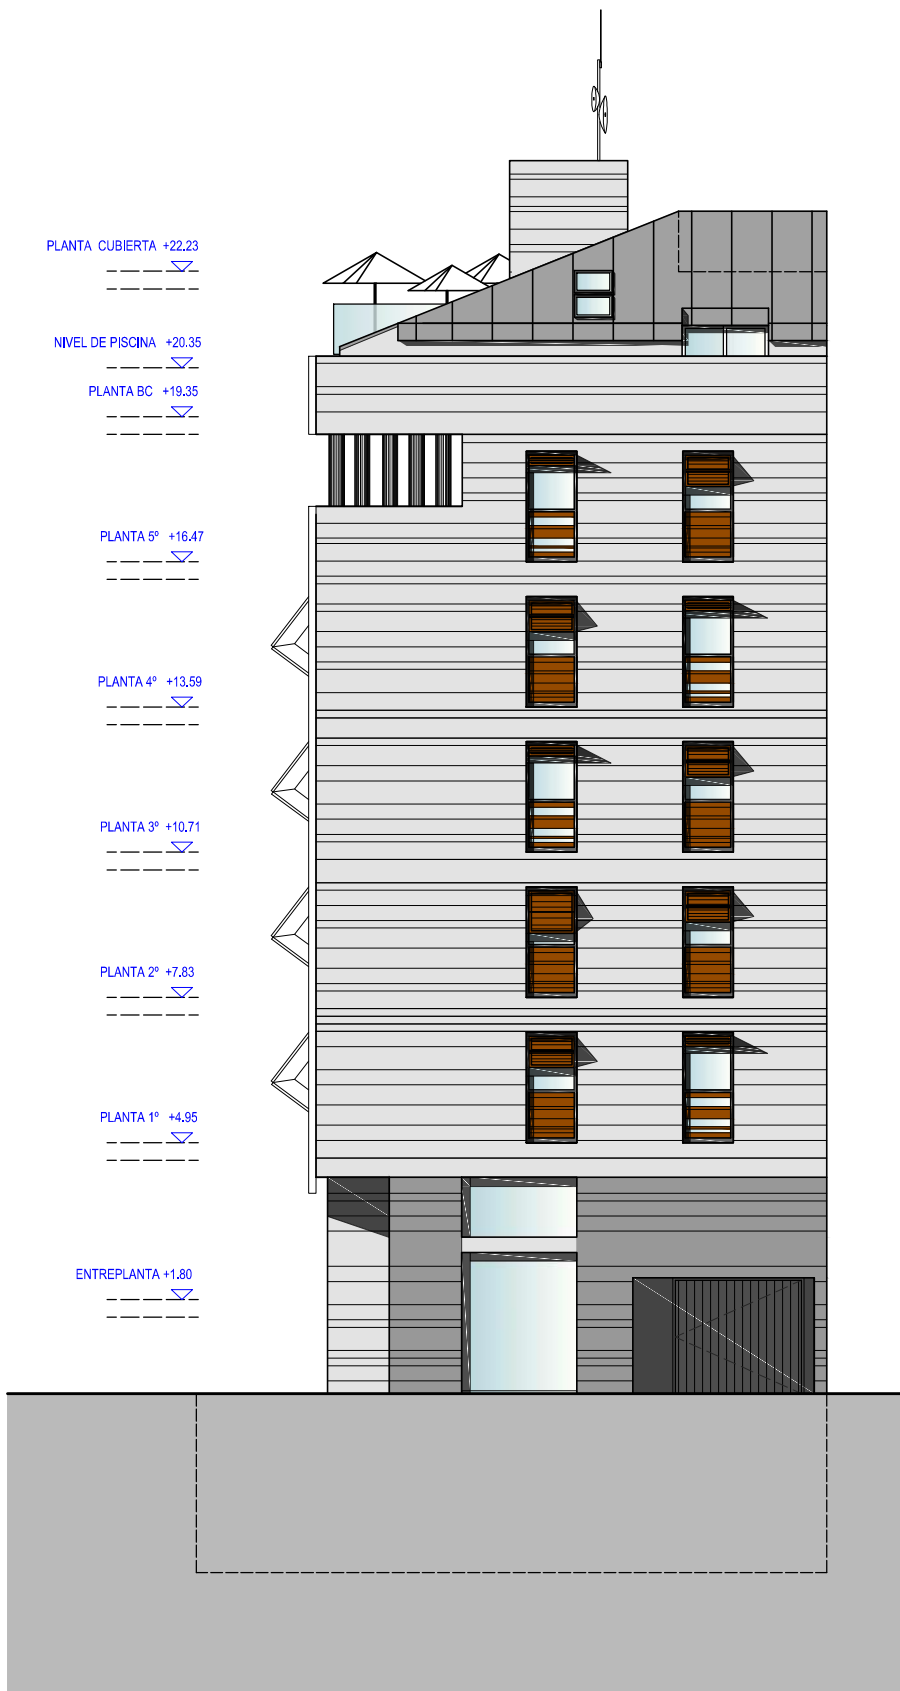 PLANTA CUBIERTA +22.23
NIVEL DE PISCINA +20.35
PLANTA BC +19.35
PLANTA 5º +16.47
PLANTA 4º +13.59
PLANTA 3º +10.71
PLANTA 2º +7.83
PLANTA 1º +4.95
ENTREPLANTA +1.80